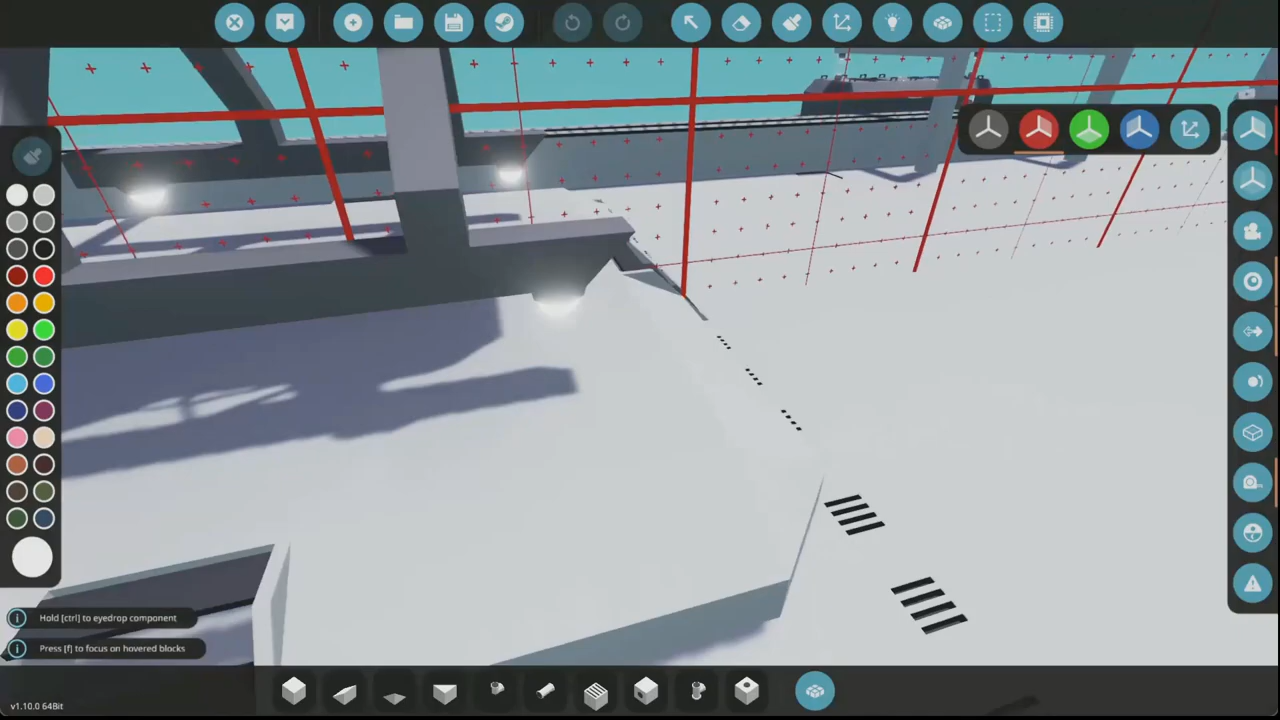 Hold [ctrl] to eyedrop component
Press [f] to focus on hovered blocks
v1.10.0 64Bit